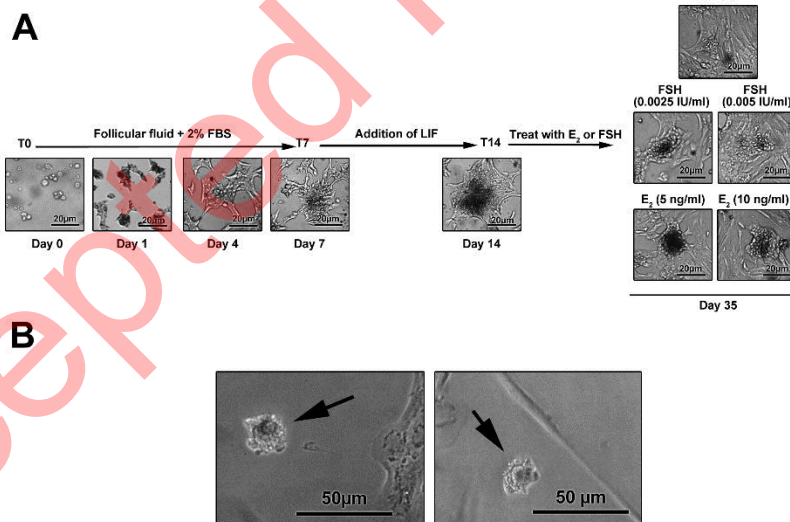 A
20µm
FSH FSH
(0.0025 IU/ml) (0.005 IU/ml)
T0 Follicular fluid + 2% FBS T7 Addition of LIF T14 Treat with E2 or FSH
20µm 20µm
20µm 20µm 20µm 20µm 20µm
Day 0 Day 1 Day 4 Day 7 Day 14
E2 (5 ng/ml) E2 (10 ng/ml)
20µm 20µm
Day 35
B
50µm 50 µm
epted